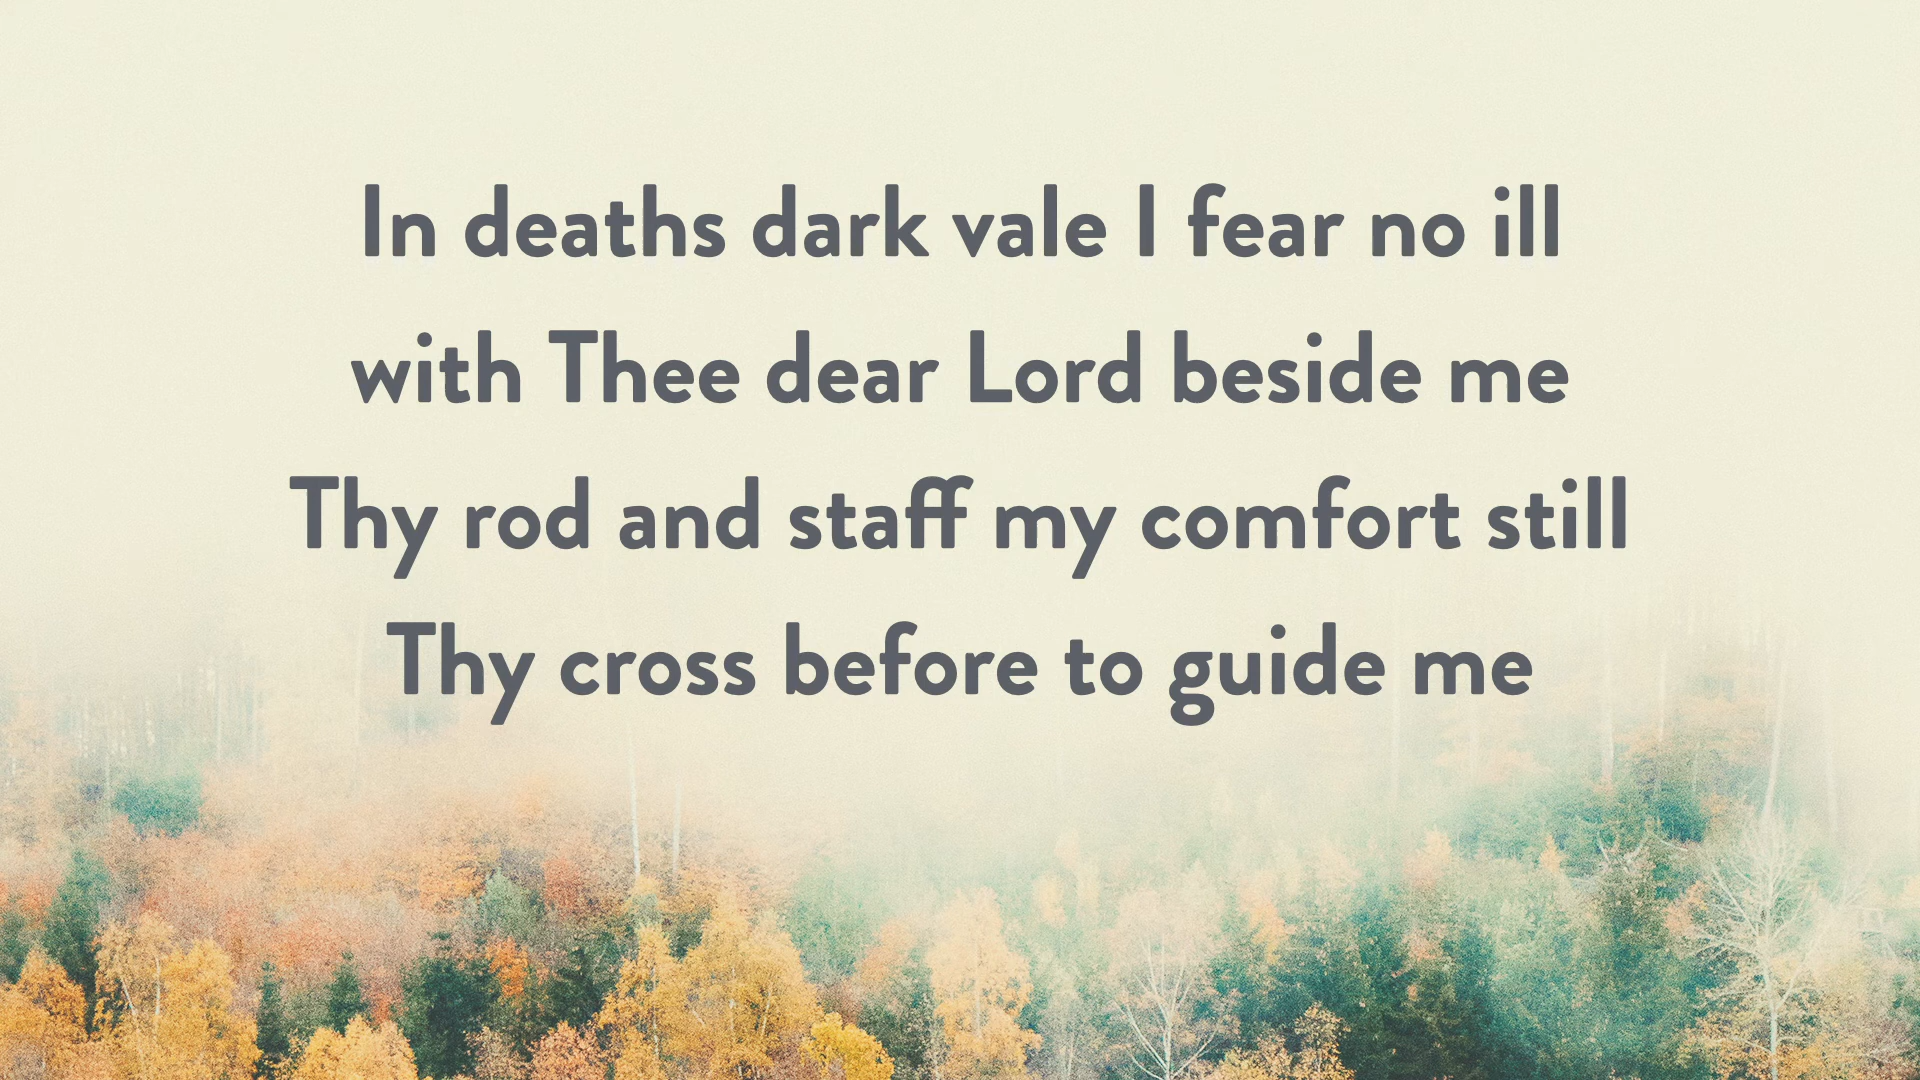 In deaths dark vale I fear no ill
with Thee dear Lord beside me
Thy rod and staff my comfort still
Thy cross before to guide me